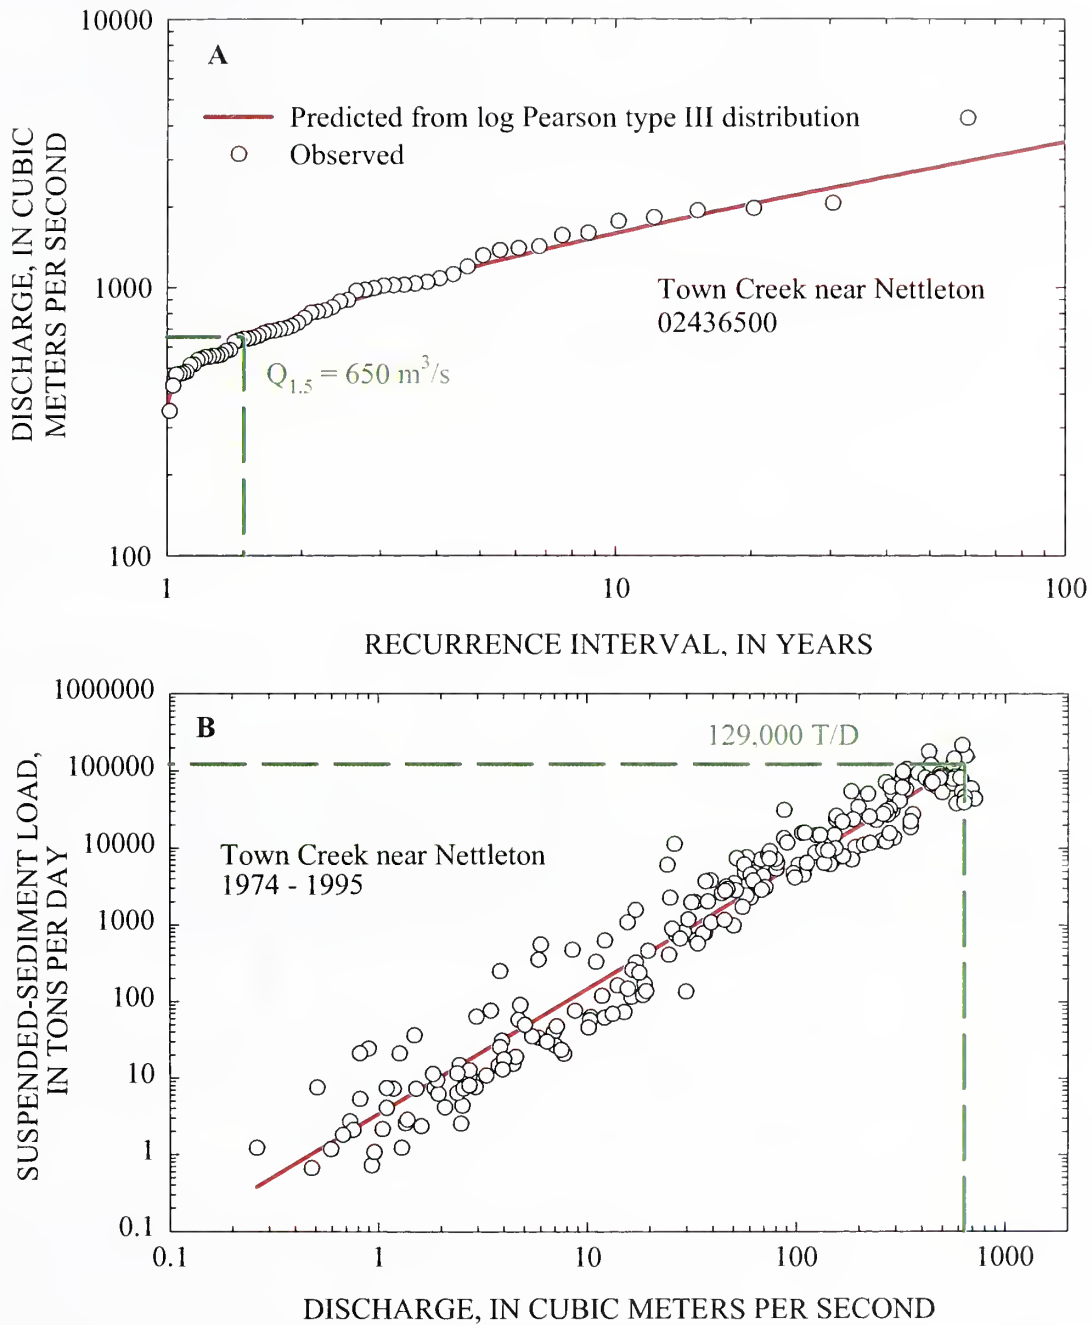 10000
A
Predicted from log Pearson type III distribution
Observed
DISCHARGE, IN CUBIC
METERS PER SECOND
1000
Town Creek near Nettleton
02436500
Q1.5 = 650 m³/s
100
1
10
100
RECURRENCE INTERVAL, IN YEARS
1000000
B
129,000 T/D
100000
SUSPENDED-SEDIMENT LOAD,
IN TONS PER DAY
10000
Town Creek near Nettleton
1974 - 1995
1000
100
10
1
0.1
0.1
1
10
100
1000
DISCHARGE, IN CUBIC METERS PER SECOND